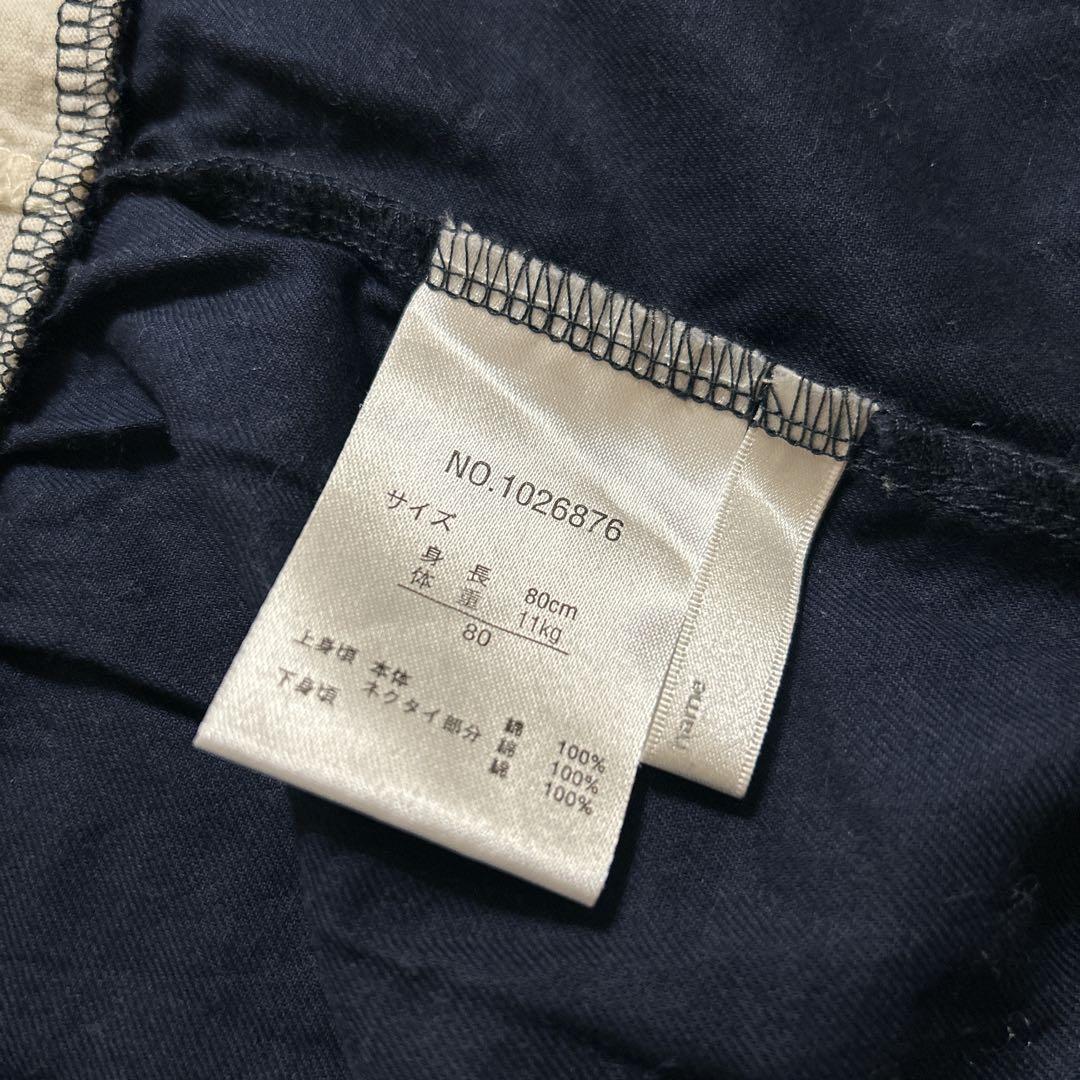 NO.1026876
サイズ
身 長 80cm
体 重 11kg
80
上身頃 本体 綿 100%
ネクタイ部分 綿 100%
下身頃 綿 100%